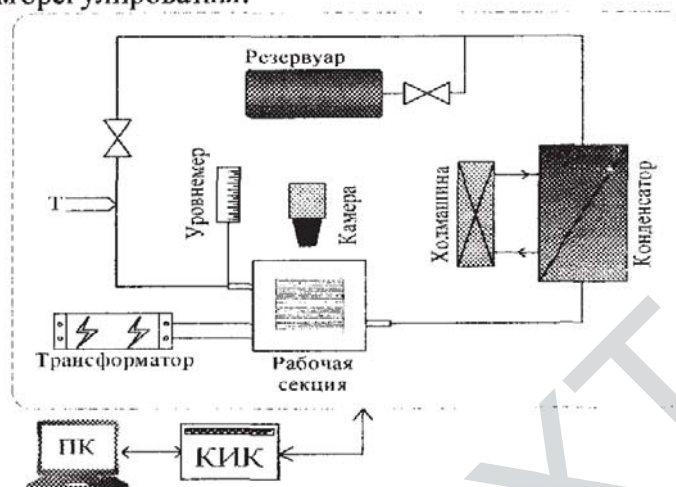 Резервуар
Уровнемер
Камера
Холмашина
Конденсатор
Т
Трансформатор
Рабочая
секция
ПК
КИК